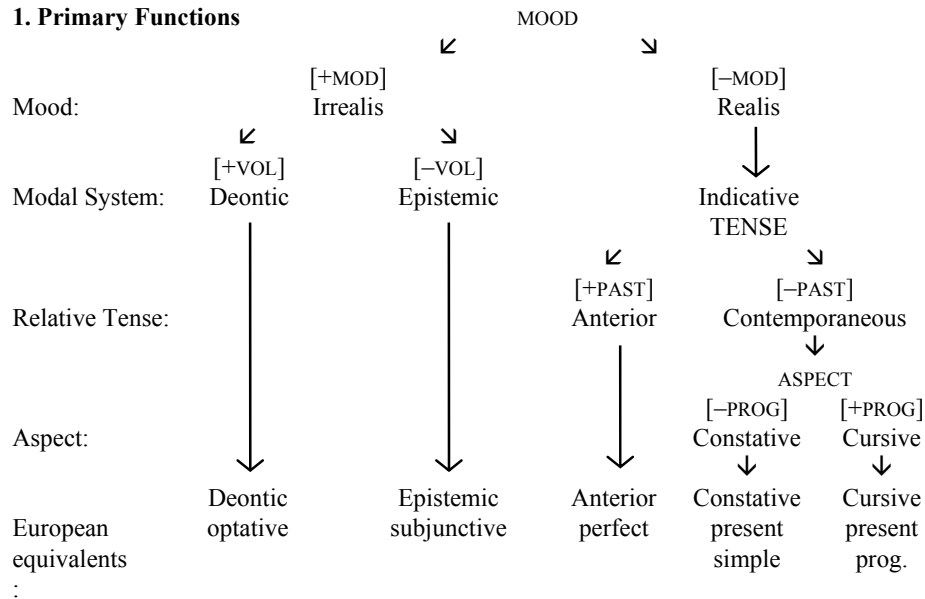 1. Primary Functions MOOD
[+MOD] [–MOD]
Mood: Irrealis Realis
[+VOL] [–VOL]
Modal System: Deontic Epistemic Indicative
TENSE
[+PAST] [–PAST]
Relative Tense: Anterior Contemporaneous
ASPECT
[–PROG] [+PROG]
Aspect: Constative Cursive
Deontic Epistemic Anterior Constative Cursive
European optative subjunctive perfect present present
equivalents simple prog.
: